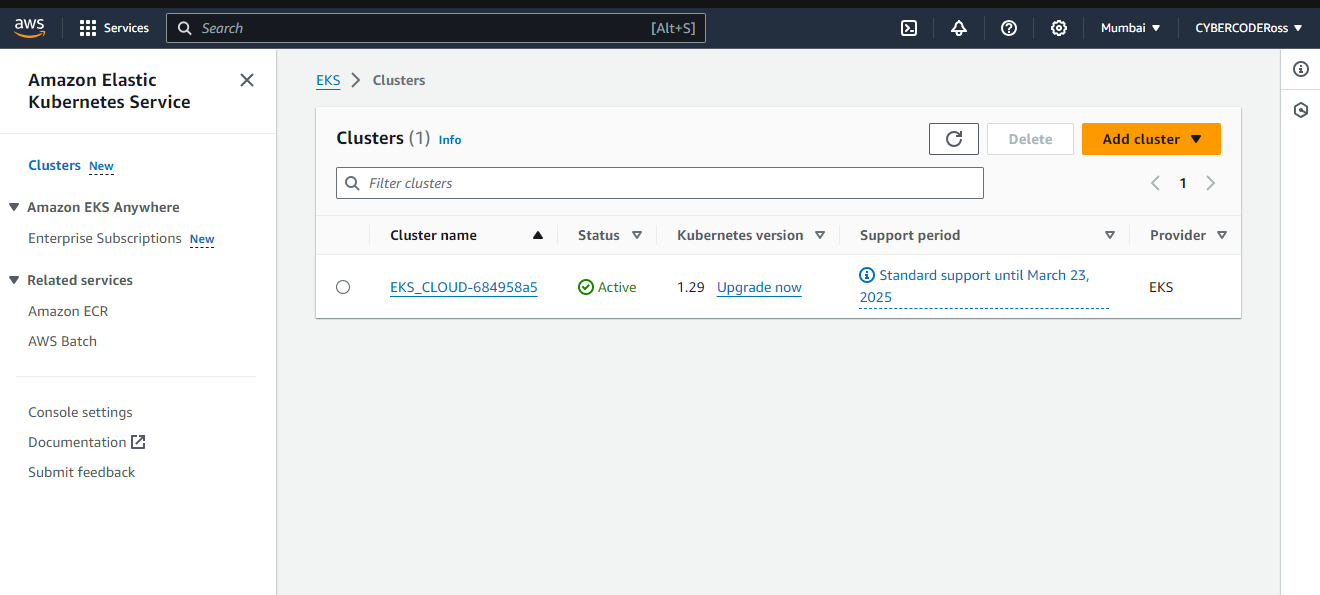 aws
Services
Search
[Alt+S]
Mumbai
CYBERCODERoss
Amazon Elastic
Kubernetes Service
Clusters New
Amazon EKS Anywhere
Enterprise Subscriptions New
Related services
Amazon ECR
AWS Batch
Console settings
Documentation
Submit feedback
EKS
Clusters
Clusters (1) Info
Delete
Add cluster
Filter clusters
1
Cluster name
Status
Kubernetes version
Support period
Provider
EKS_CLOUD-684958a5
Active
1.29
Upgrade now
Standard support until March 23,
2025
EKS